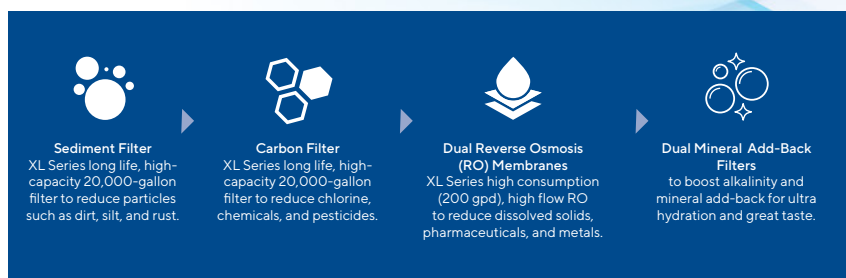 Sediment Filter
XL Series long life, high-
capacity 20,000-gallon
filter to reduce particles
such as dirt, silt, and rust.
Carbon Filter
XL Series long life, high-
capacity 20,000-gallon
filter to reduce chlorine,
chemicals, and pesticides.
Dual Reverse Osmosis
(RO) Membranes
XL Series high consumption
(200 gpd), high flow RO
to reduce dissolved solids,
pharmaceuticals, and metals.
Dual Mineral Add-Back
Filters
to boost alkalinity and
mineral add-back for ultra
hydration and great taste.